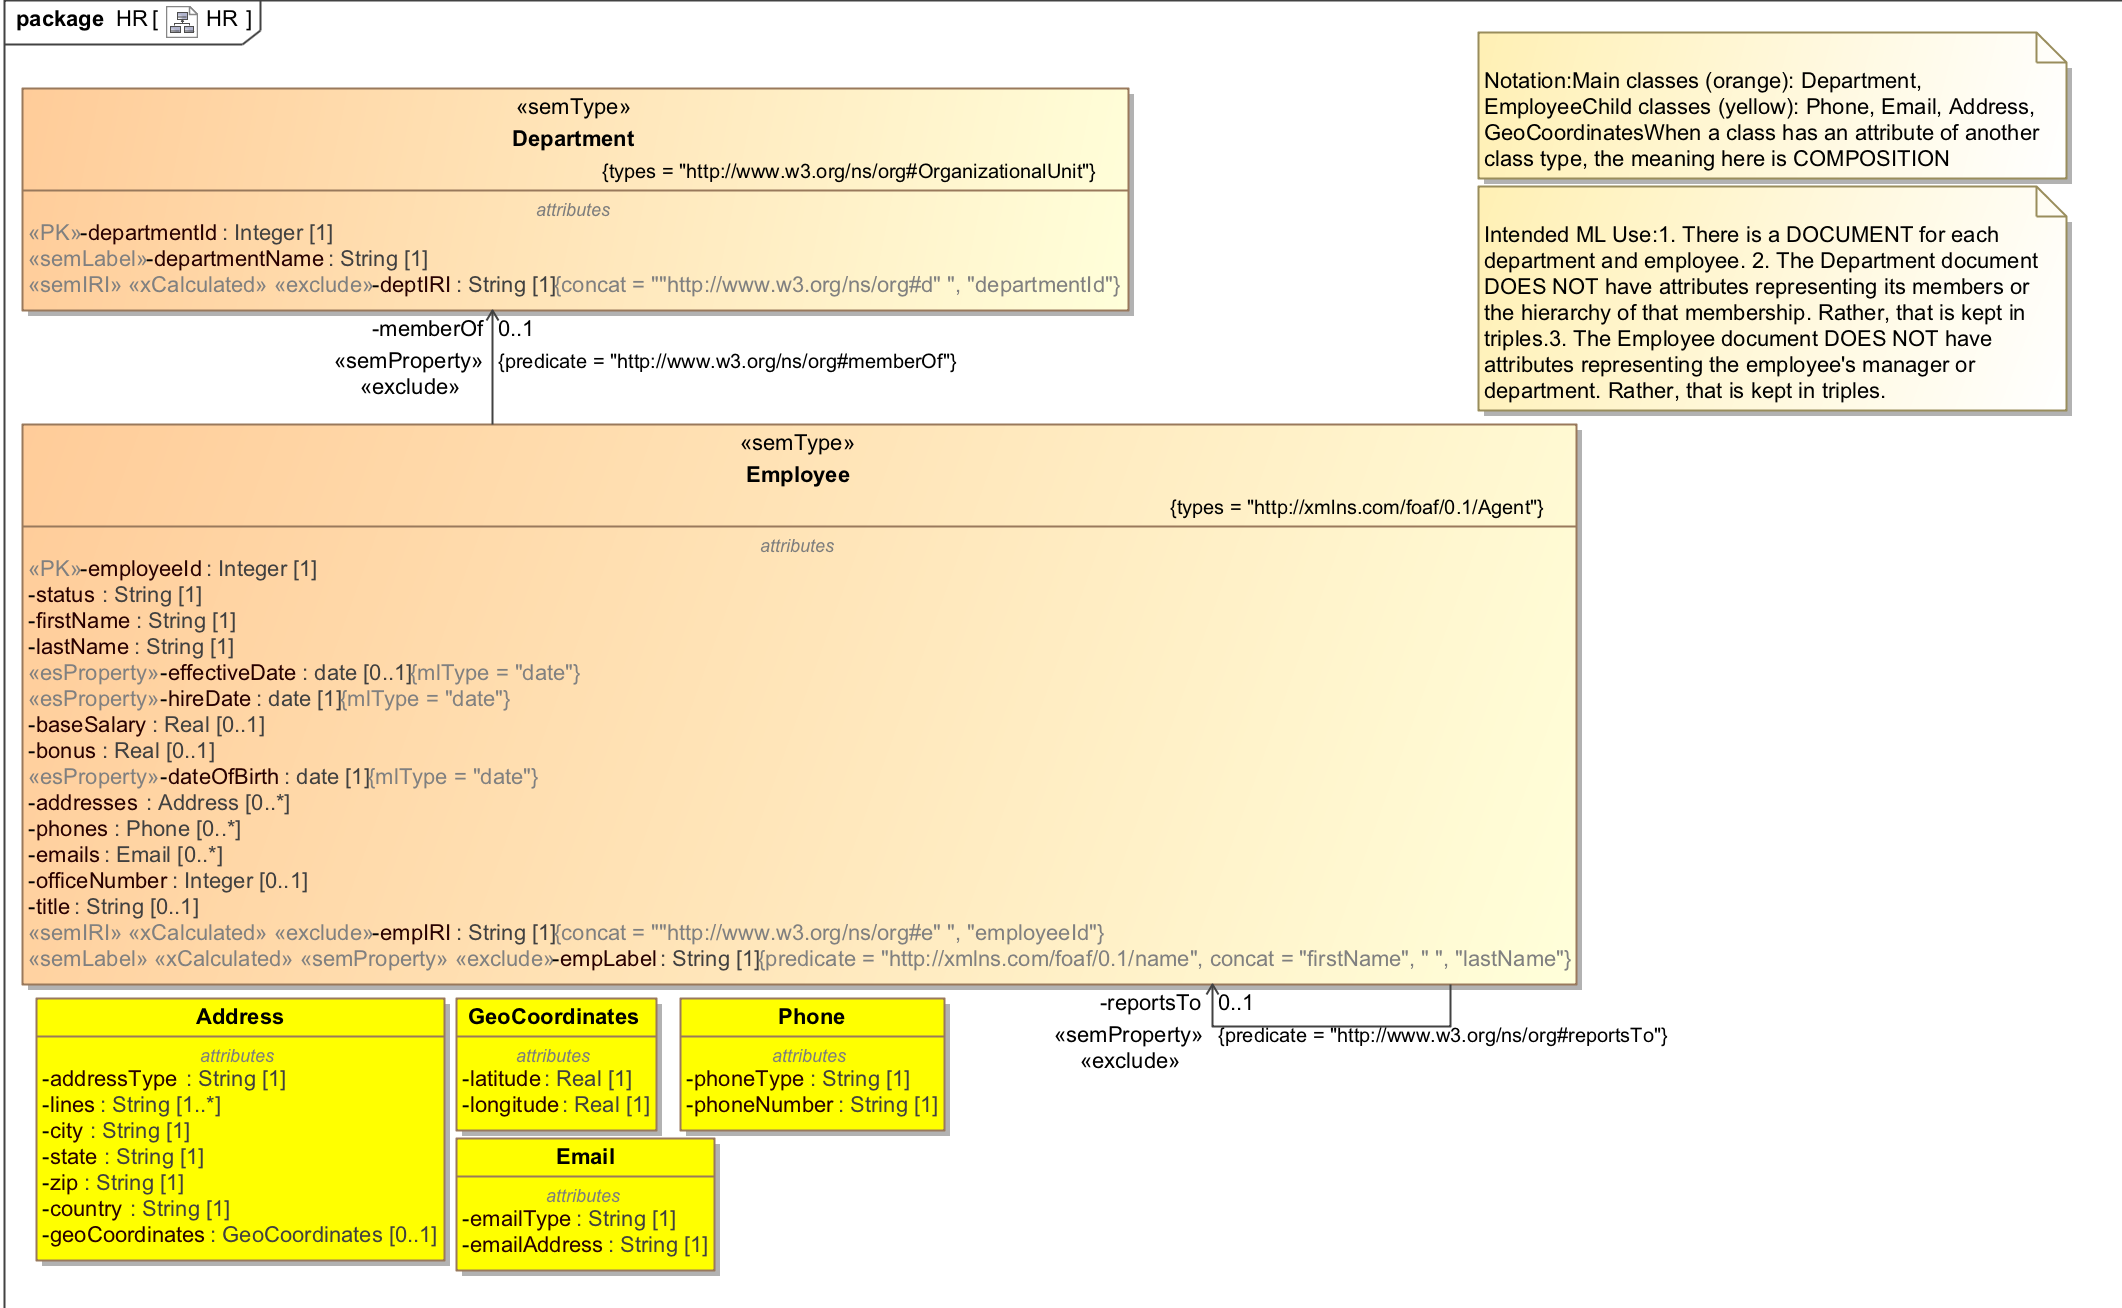 package HR [ HR ]
«semType»
Department
{types = "http://www.w3.org/ns/org#OrganizationalUnit"}
attributes
«PK»-departmentId : Integer [1]
«semLabel»-departmentName : String [1]
«semIRI» «xCalculated» «exclude»-deptIRI : String [1]{concat = ""http://www.w3.org/ns/org#d" ", "departmentId"}
-memberOf 0..1
«semProperty» {predicate = "http://www.w3.org/ns/org#memberOf"}
«exclude»
Notation:Main classes (orange): Department,
EmployeeChild classes (yellow): Phone, Email, Address,
GeoCoordinatesWhen a class has an attribute of another
class type, the meaning here is COMPOSITION
Intended ML Use:1. There is a DOCUMENT for each
department and employee. 2. The Department document
DOES NOT have attributes representing its members or
the hierarchy of that membership. Rather, that is kept in
triples.3. The Employee document DOES NOT have
attributes representing the employee's manager or
department. Rather, that is kept in triples.
«semType»
Employee
{types = "http://xmlns.com/foaf/0.1/Agent"}
attributes
«PK»-employeeId : Integer [1]
-status : String [1]
-firstName : String [1]
-lastName : String [1]
«esProperty»-effectiveDate : date [0..1]{mlType = "date"}
«esProperty»-hireDate : date [1]{mlType = "date"}
-baseSalary : Real [0..1]
-bonus : Real [0..1]
«esProperty»-dateOfBirth : date [1]{mlType = "date"}
-addresses : Address [0..*]
-phones : Phone [0..*]
-emails : Email [0..*]
-officeNumber : Integer [0..1]
-title : String [0..1]
«semIRI» «xCalculated» «exclude»-empIRI : String [1]{concat = ""http://www.w3.org/ns/org#e" ", "employeeId"}
«semLabel» «xCalculated» «semProperty» «exclude»-empLabel : String [1]{predicate = "http://xmlns.com/foaf/0.1/name", concat = "firstName", " ", "lastName"}
-reportsTo 0..1
«semProperty» {predicate = "http://www.w3.org/ns/org#reportsTo"}
«exclude»
Address
attributes
-addressType : String [1]
-lines : String [1..*]
-city : String [1]
-state : String [1]
-zip : String [1]
-country : String [1]
-geoCoordinates : GeoCoordinates [0..1]
GeoCoordinates
attributes
-latitude : Real [1]
-longitude : Real [1]
Phone
attributes
-phoneType : String [1]
-phoneNumber : String [1]
Email
attributes
-emailType : String [1]
-emailAddress : String [1]